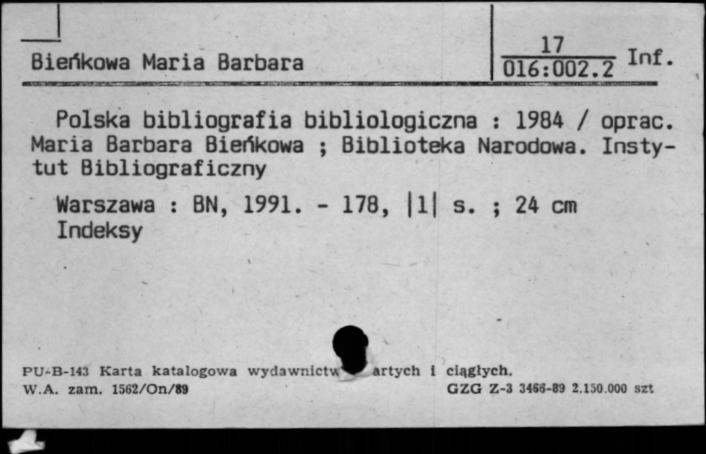 Bieńkowa Maria Barbara
17
016:002.2 Inf.
Polska bibliografia bibliologiczna : 1984 / oprac.
Maria Barbara Bieńkowa ; Biblioteka Narodowa. Insty-
tut Bibliograficzny
Warszawa : BN, 1991. - 178, |1| s. ; 24 cm
Indeksy
PU-B-143 Karta katalogowa wydawnictw artych i ciągłych.
W.A. zam. 1562/On/89 GZG Z-3 3466-89 2.150.000 szt